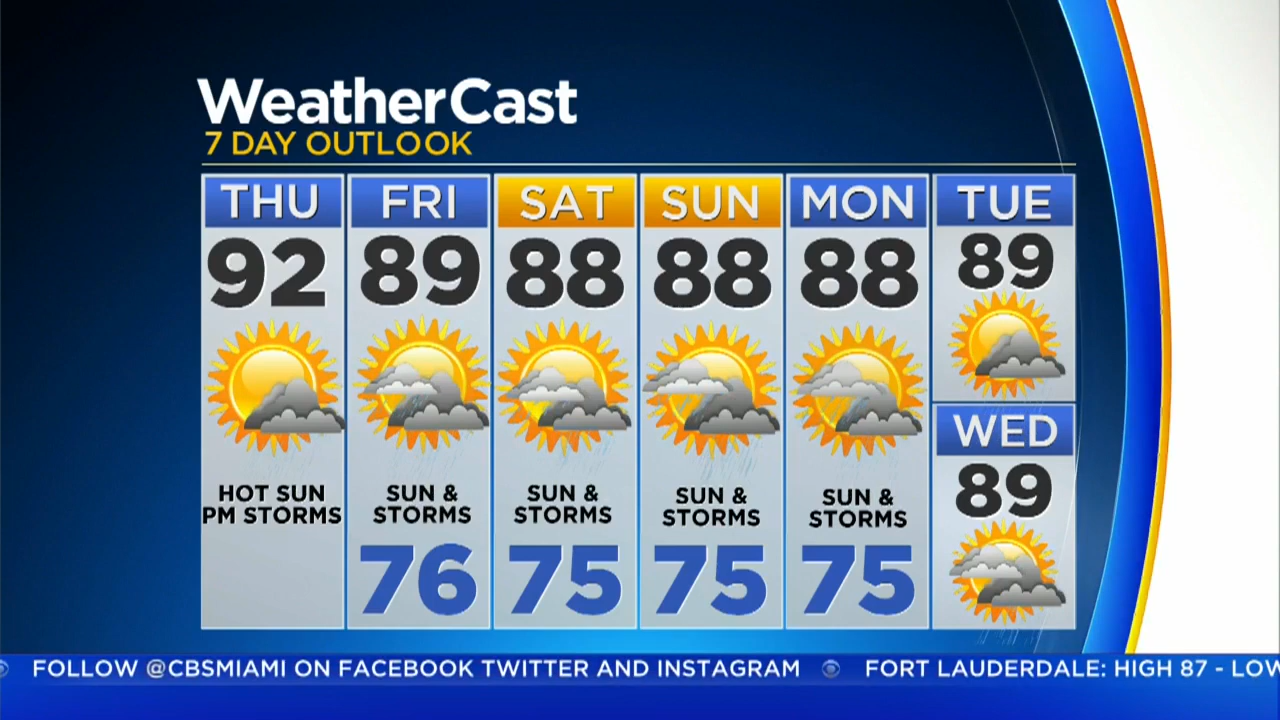 WeatherCast
7 DAY OUTLOOK
THU
92
HOT SUN
PM STORMS
FRI
89
SUN &
STORMS
76
SAT
88
SUN &
STORMS
75
SUN
88
SUN &
STORMS
75
MON
88
SUN &
STORMS
75
TUE
89
WED
89
FOLLOW @CBSMIAMI ON FACEBOOK TWITTER AND INSTAGRAM FORT LAUDERDALE: HIGH 87 - LOW